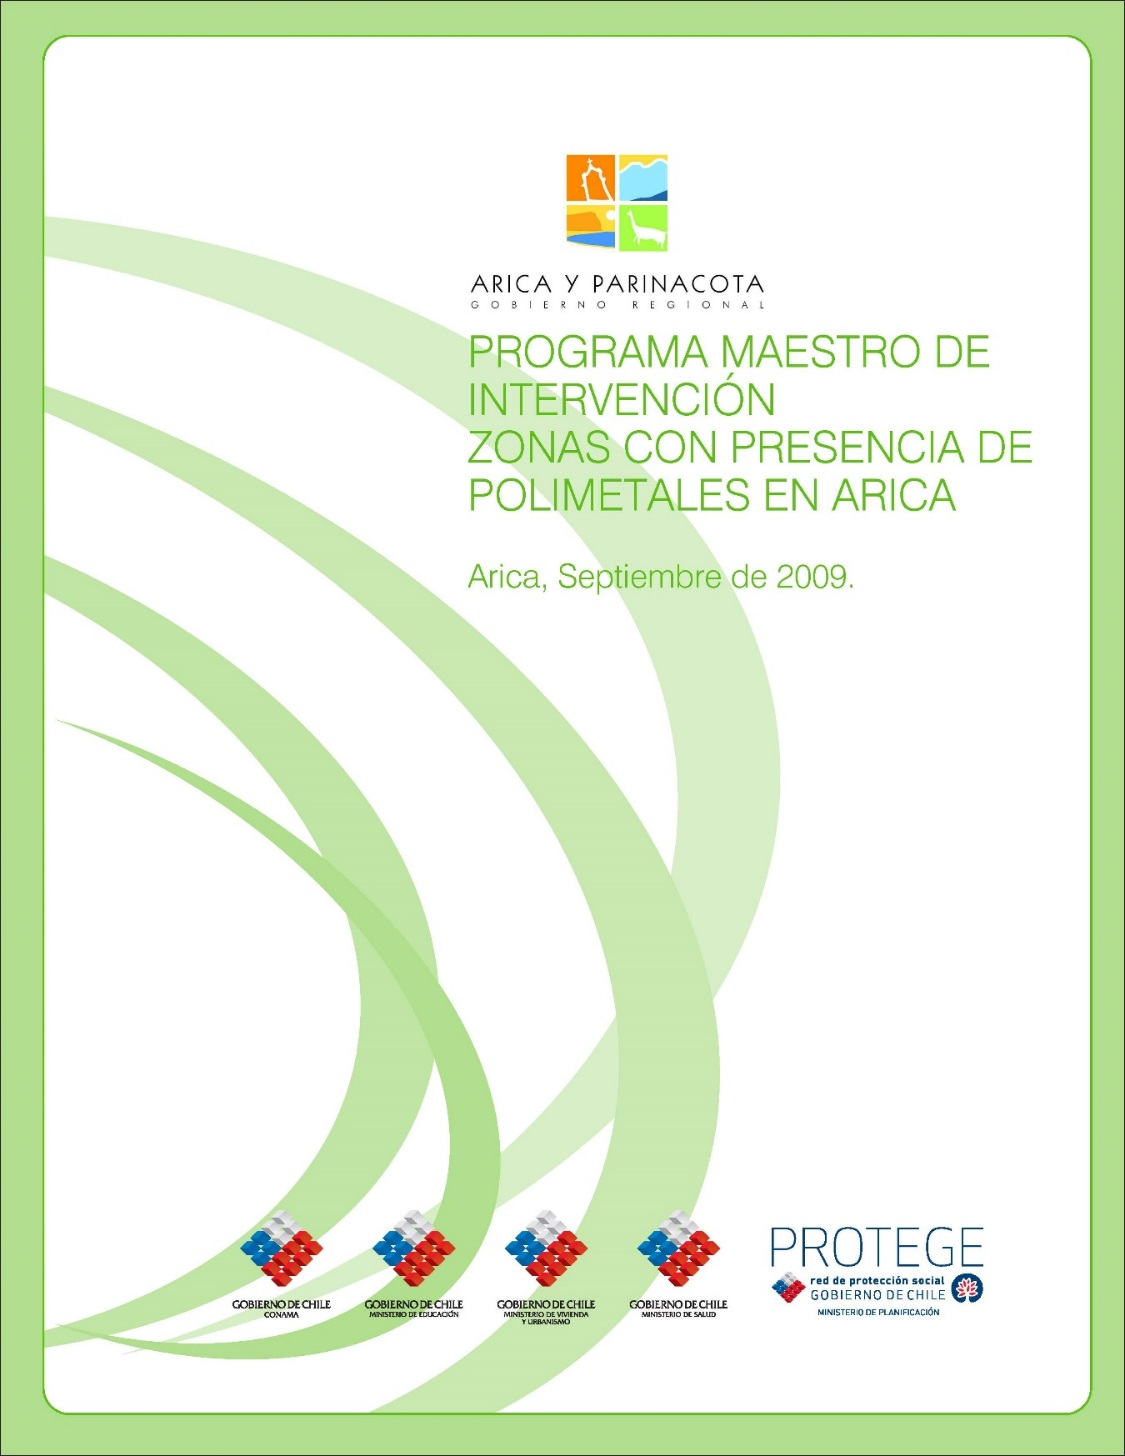 ARICA Y PARINACOTA
GOBIERNO REGIONAL
PROGRAMA MAESTRO DE
INTERVENCIÓN
ZONAS CON PRESENCIA DE
POLIMETALES EN ARICA
Arica, Septiembre de 2009.
GOBIERNO DE CHILE
CONAMA
GOBIERNO DE CHILE
MINISTERIO DE EDUCACIÓN
GOBIERNO DE CHILE
MINISTERIO DE VIVIENDA
Y URBANISMO
GOBIERNO DE CHILE
MINISTERIO DE SALUD
PROTEGE
red de protección social
GOBIERNO DE CHILE
MINISTERIO DE PLANIFICACIÓN